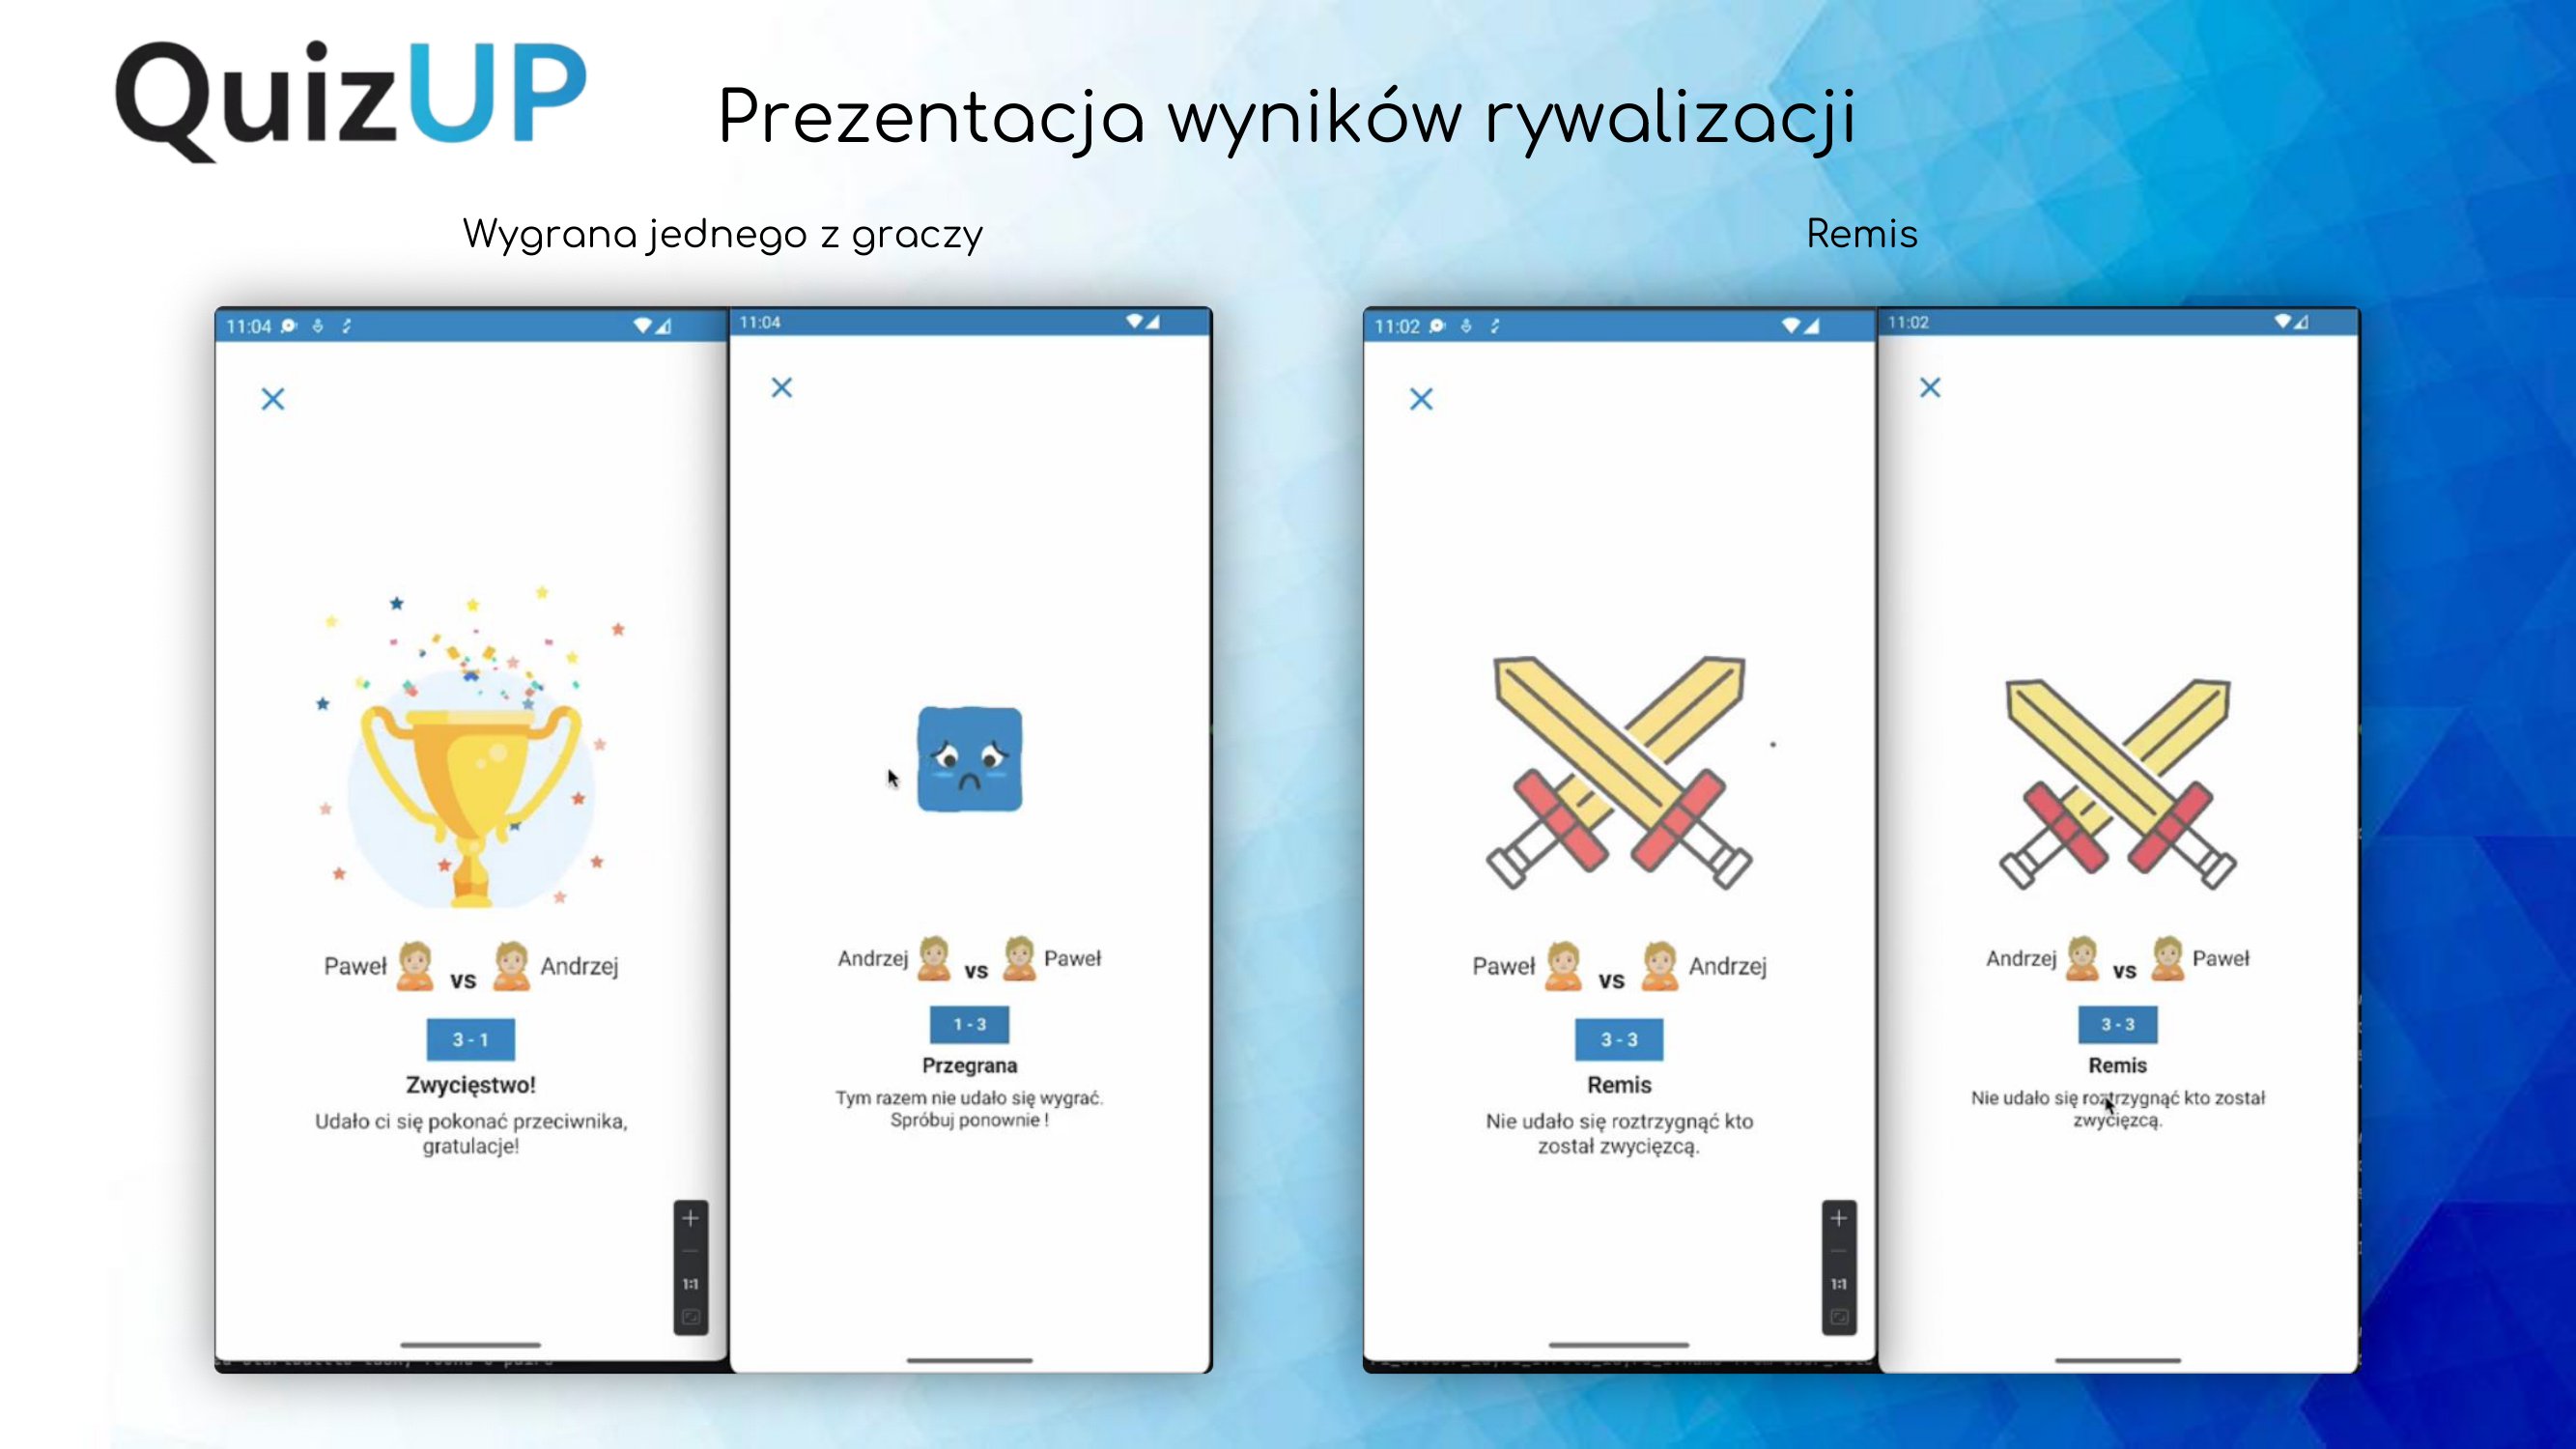 QuizUP
Prezentacja wyników rywalizacji
Wygrana jednego z graczy
Remis
11:04
Paweł vs Andrzej
3 - 1
Zwycięstwo!
Udało ci się pokonać przeciwnika,
gratulacje!
1:1
11:04
Andrzej vs Paweł
1 - 3
Przegrana
Tym razem nie udało się wygrać.
Spróbuj ponownie !
11:02
Paweł vs Andrzej
3 - 3
Remis
Nie udało się roztrzygnąć kto
został zwycięzcą.
1:1
11:02
Andrzej vs Paweł
3 - 3
Remis
Nie udało się roztrzygnąć kto został
zwycięzcą.